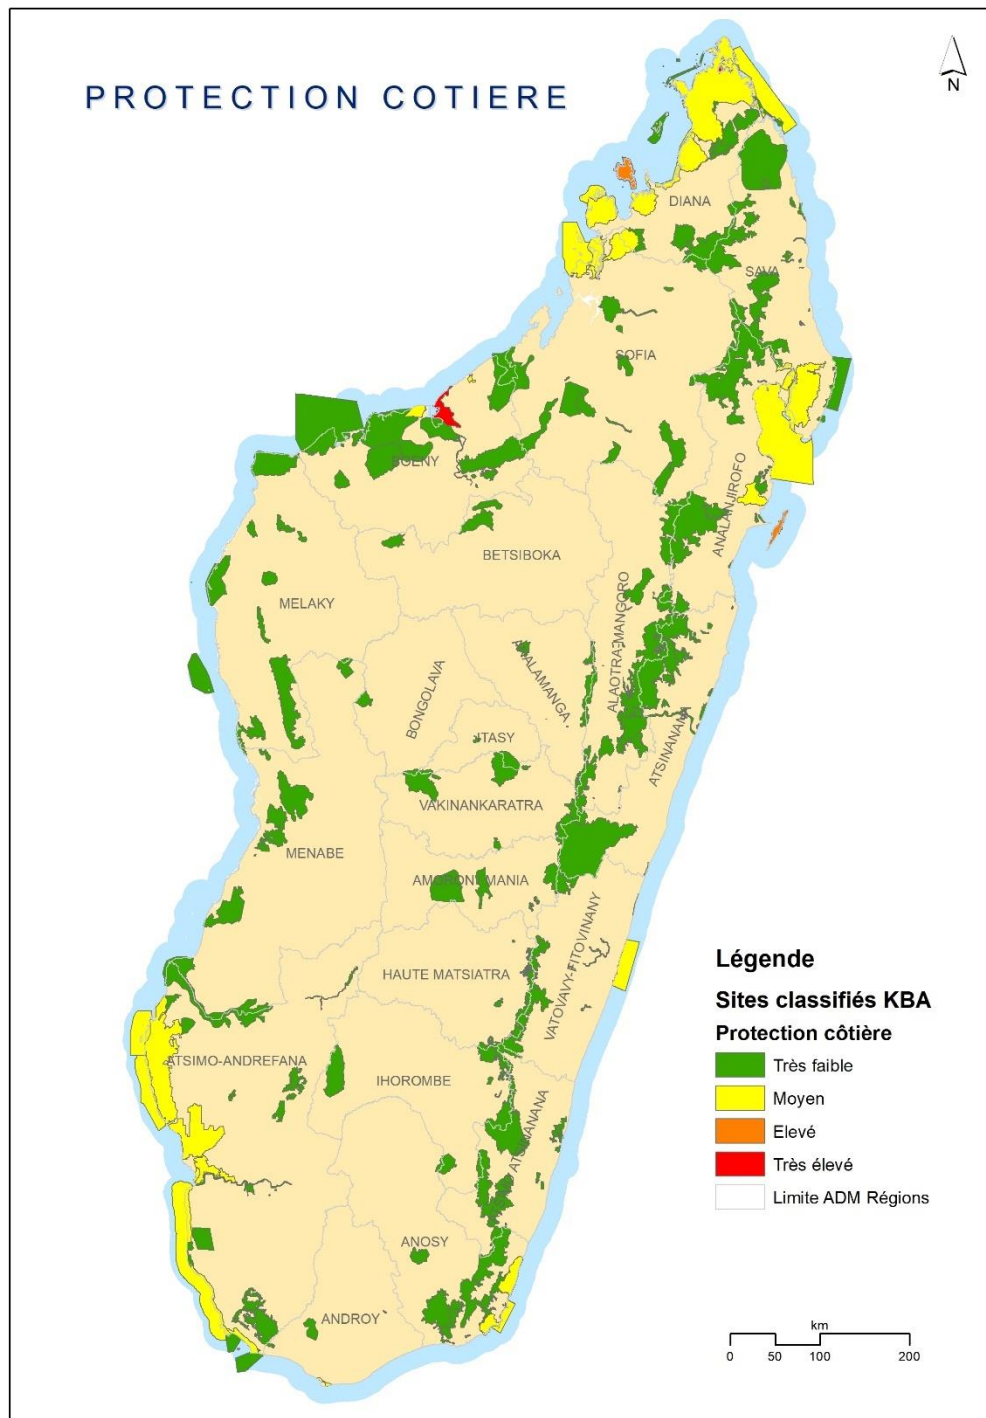 PROTECTION COTIERE
N
DIANA
SAVA
SOFIA
BOENY
ANALANJIROFO
BETSIBOKA
MELAKY
ALAOTRA-MANGORO
BONGOLAVA
ANALAMANGA
ITASY
ATSINANANA
VAKINANKARATRA
MENABE
AMORON'I MANIA
VATOVAVY-FITOVINANY
HAUTE MATSIATRA
ATSIMO-ANDREFANA
IHOROMBE
ATSINANANA
ANOSY
ANDROY
Légende
Sites classifiés KBA
Protection côtière
Très faible
Moyen
Elevé
Très élevé
Limite ADM Régions
km
0 50 100 200